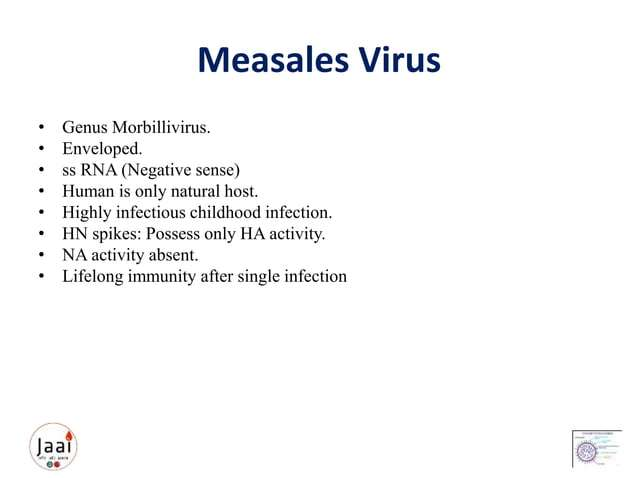 Measales Virus
• Genus Morbillivirus.
• Enveloped.
• ss RNA (Negative sense)
• Human is only natural host.
• Highly infectious childhood infection.
• HN spikes: Possess only HA activity.
• NA activity absent.
• Lifelong immunity after single infection
Jaai